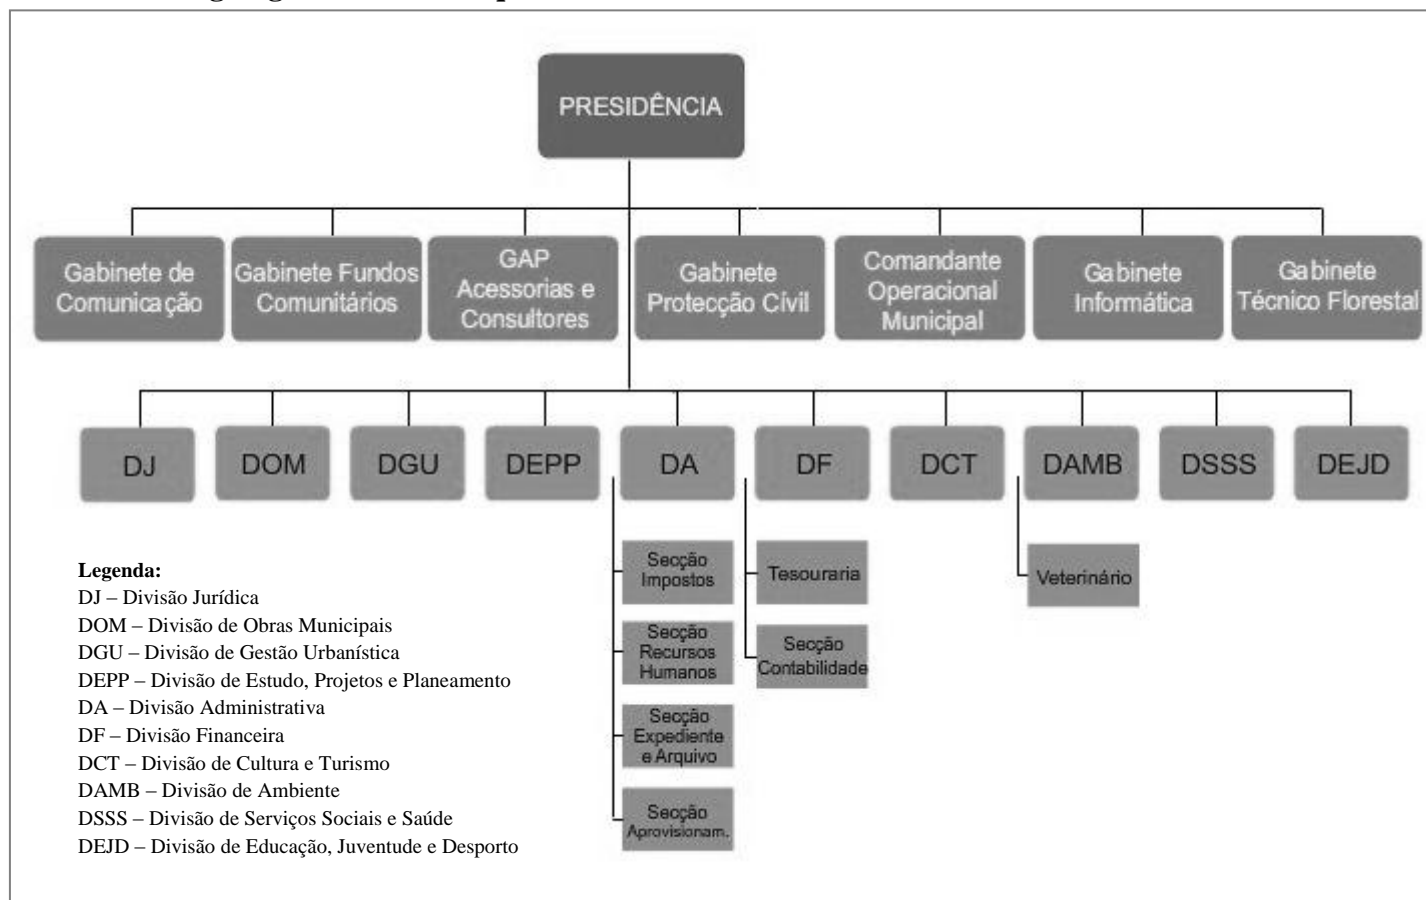 PRESIDÊNCIA
Gabinete de
Comunicação
Gabinete Fundos
Comunitários
GAP
Acessorias e
Consultores
Gabinete
Protecção Cívil
Comandante
Operacional
Municipal
Gabinete
Informática
Gabinete
Técnico Florestal
DJ
DOM
DGU
DEPP
DA
DF
DCT
DAMB
DSSS
DEJD
Secção
Impostos
Secção
Recursos
Humanos
Secção
Expediente
e Arquivo
Secção
Aprovisionam.
Tesouraria
Secção
Contabilidade
Veterinário
Legenda:
DJ – Divisão Jurídica
DOM – Divisão de Obras Municipais
DGU – Divisão de Gestão Urbanística
DEPP – Divisão de Estudo, Projetos e Planeamento
DA – Divisão Administrativa
DF – Divisão Financeira
DCT – Divisão de Cultura e Turismo
DAMB – Divisão de Ambiente
DSSS – Divisão de Serviços Sociais e Saúde
DEJD – Divisão de Educação, Juventude e Desporto